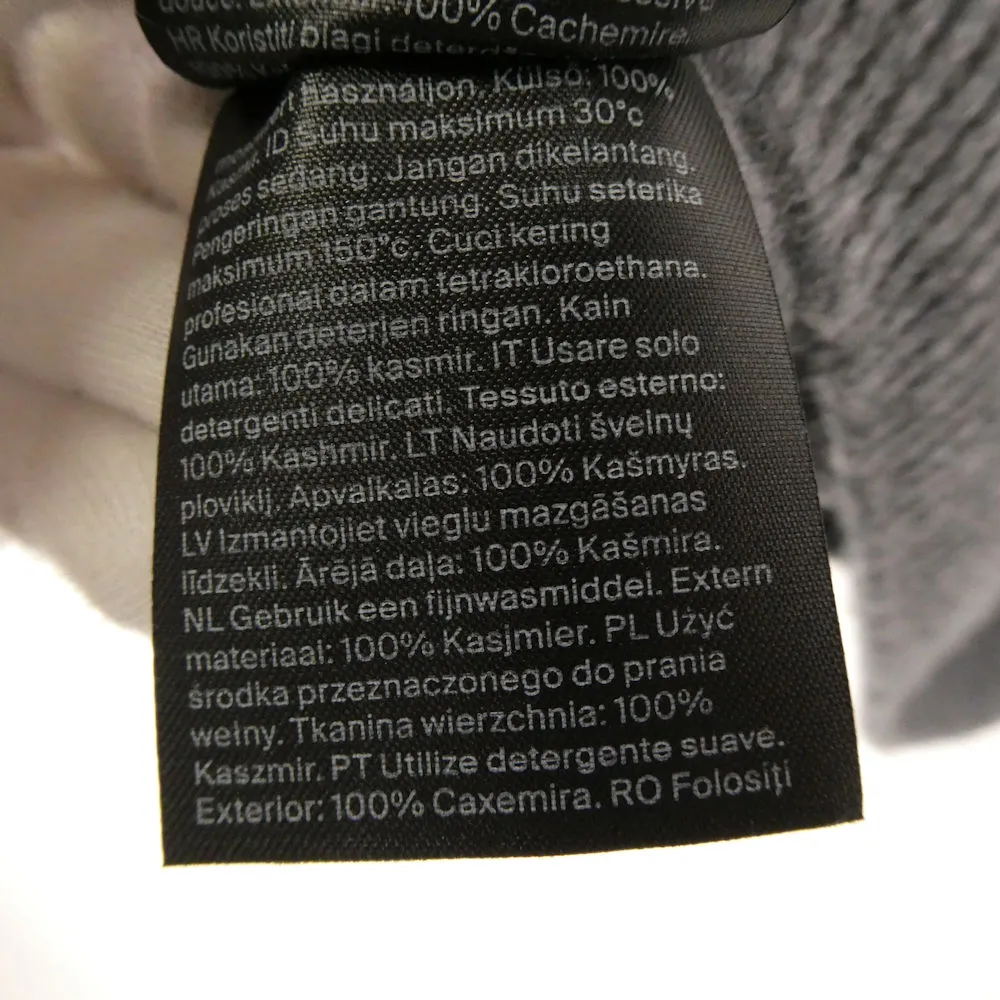 100% Cachemire.
HR Koristiti blagi
használjon. Külső: 100%
ID Suhu maksimum 30°c
proses sedang. Jangan dikelantang.
Pengeringan gantung. Suhu seterika
maksimum 150°c. Cuci kering
profesional dalam tetrakloroethana.
Gunakan deterjen ringan. Kain
utama: 100% kasmir. IT Usare solo
detergenti delicati. Tessuto esterno:
100% Kashmir. LT Naudoti švelnų
ploviklį. Apvalkalas: 100% Kašmyras.
LV Izmantojiet vieglu mazgāšanas
līdzekli. Ārējā daļa: 100% Kašmira.
NL Gebruik een fijnwasmiddel. Extern
materiaal: 100% Kasjmier. PL Użyć
środka przeznaczonego do prania
wełny. Tkanina wierzchnia: 100%
Kaszmir. PT Utilize detergente suave.
Exterior: 100% Caxemira. RO Folosiți